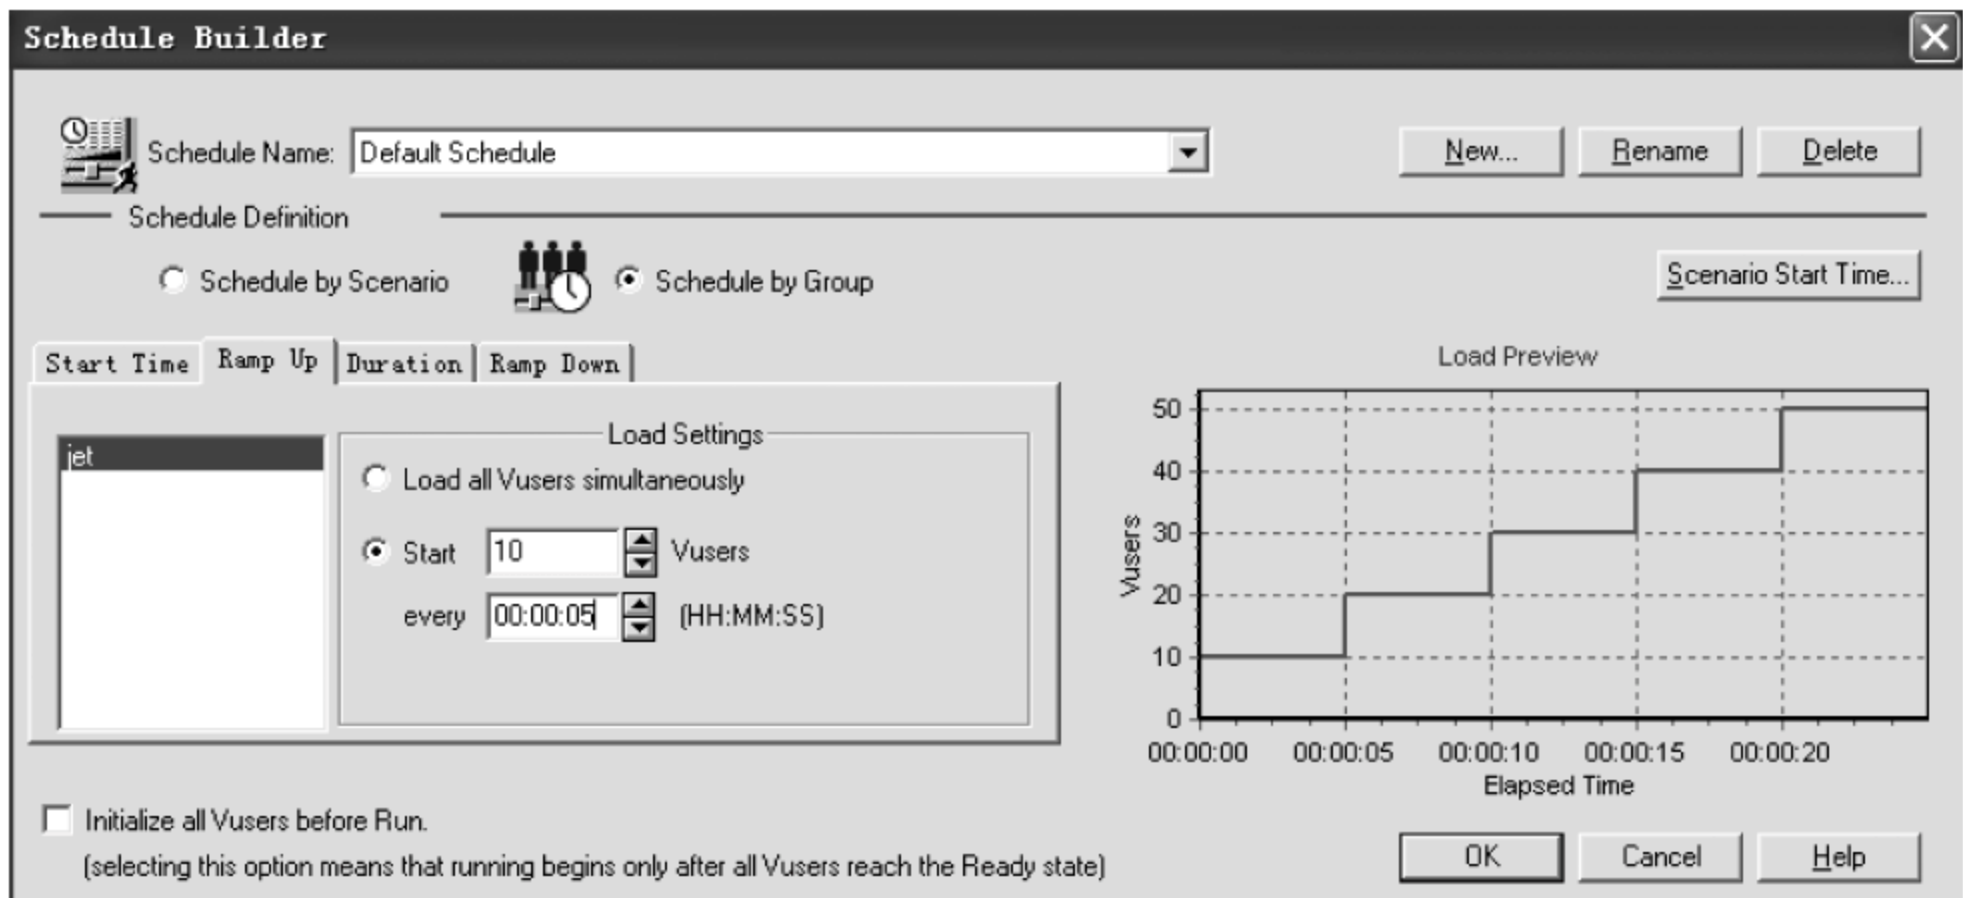 Schedule Builder
Schedule Name: Default Schedule New... Rename Delete
Schedule Definition
Schedule by Scenario Schedule by Group Scenario Start Time...
Start Time Ramp Up Duration Ramp Down
jet
Load Settings
Load all Vusers simultaneously
Start 10 Vusers
every 00:00:05 (HH:MM:SS)
Load Preview
Vusers
50
40
30
20
10
0
00:00:00 00:00:05 00:00:10 00:00:15 00:00:20
Elapsed Time
Initialize all Vusers before Run.
(selecting this option means that running begins only after all Vusers reach the Ready state)
OK Cancel Help